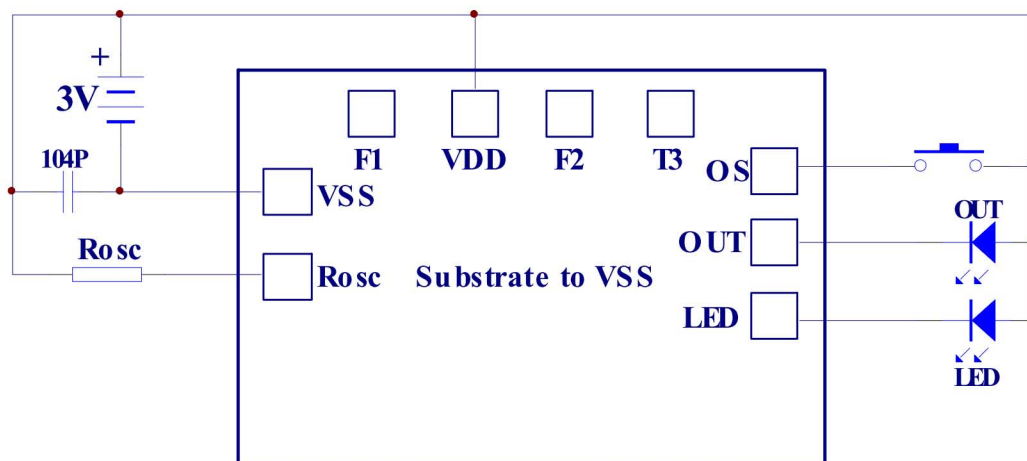 +
3V
104P
F1
VDD
F2
T3
OS
VSS
OUT
OUT
Rosc
Rosc
Substrate to VSS
LED
LED